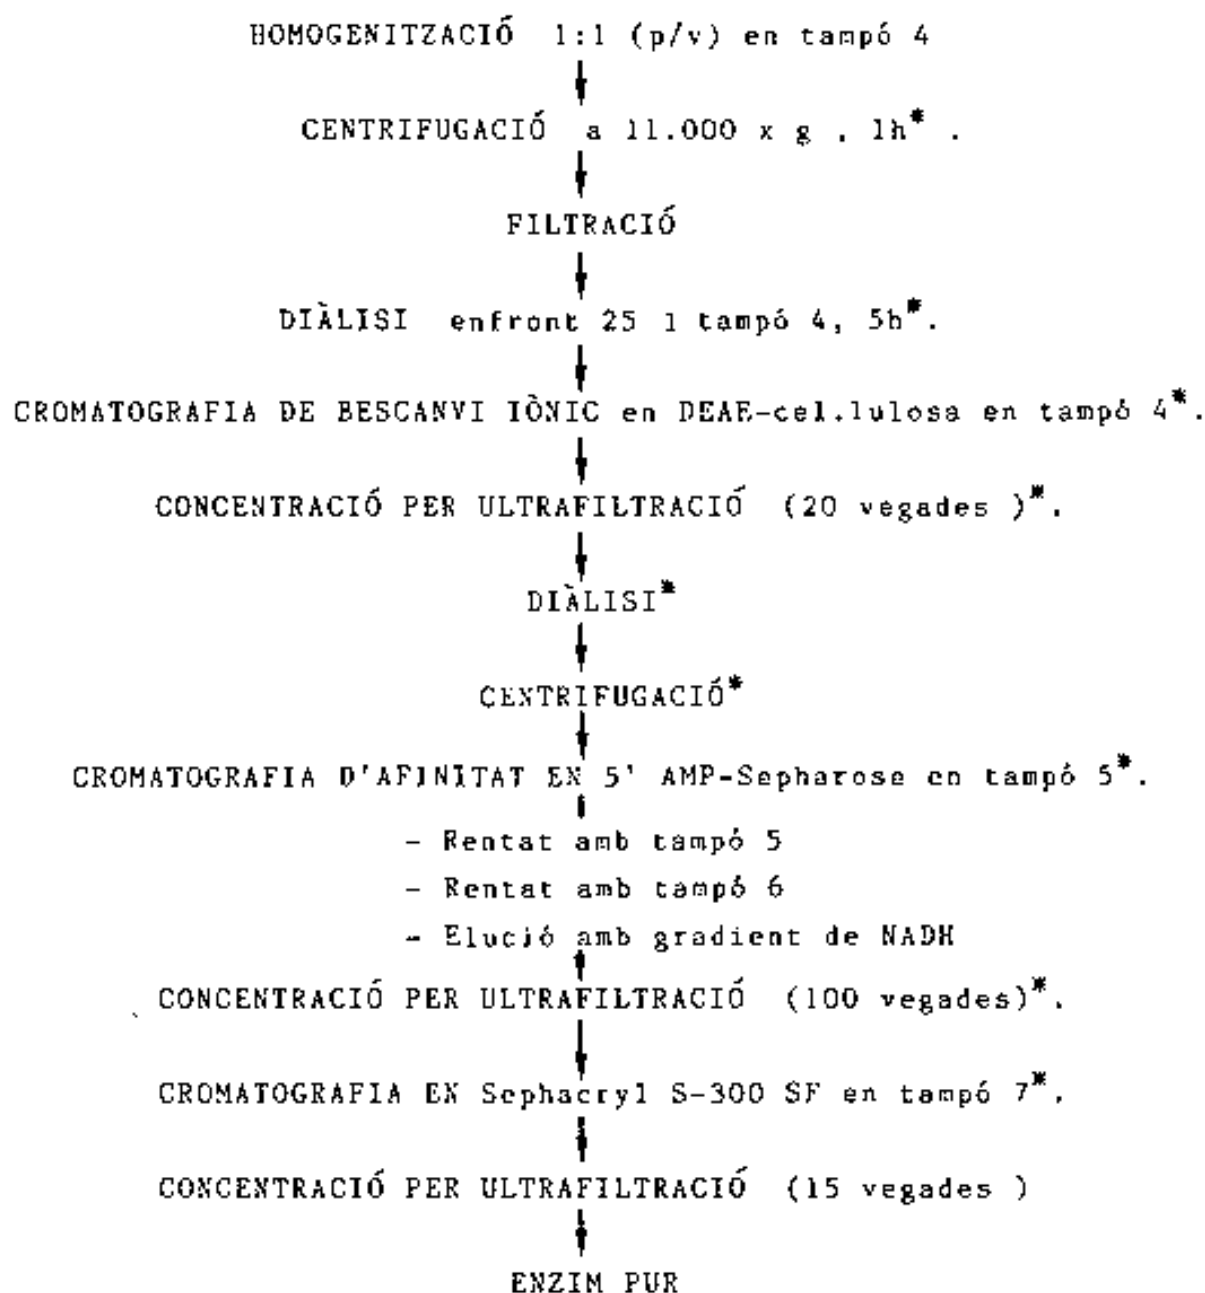 HOMOGENITZACIÓ 1:1 (p/v) en tampó 4
CENTRIFUGACIÓ a 11.000 x g , 1h* .
FILTRACIÓ
DIÀLISI enfront 25 l tampó 4, 5h*.
CROMATOGRAFIA DE BESCANVI IÒNIC en DEAE-cel.lulosa en tampó 4*.
CONCENTRACIÓ PER ULTRAFILTRACIÓ (20 vegades )*.
DIÀLISI*
CENTRIFUGACIÓ*
CROMATOGRAFIA D'AFINITAT EN 5' AMP-Sepharose en tampó 5*.
- Rentat amb tampó 5
- Rentat amb tampó 6
- Elució amb gradient de NADH
CONCENTRACIÓ PER ULTRAFILTRACIÓ (100 vegades)*.
CROMATOGRAFIA EN Sephacryl S-300 SF en tampó 7*.
CONCENTRACIÓ PER ULTRAFILTRACIÓ (15 vegades )
ENZIM PUR